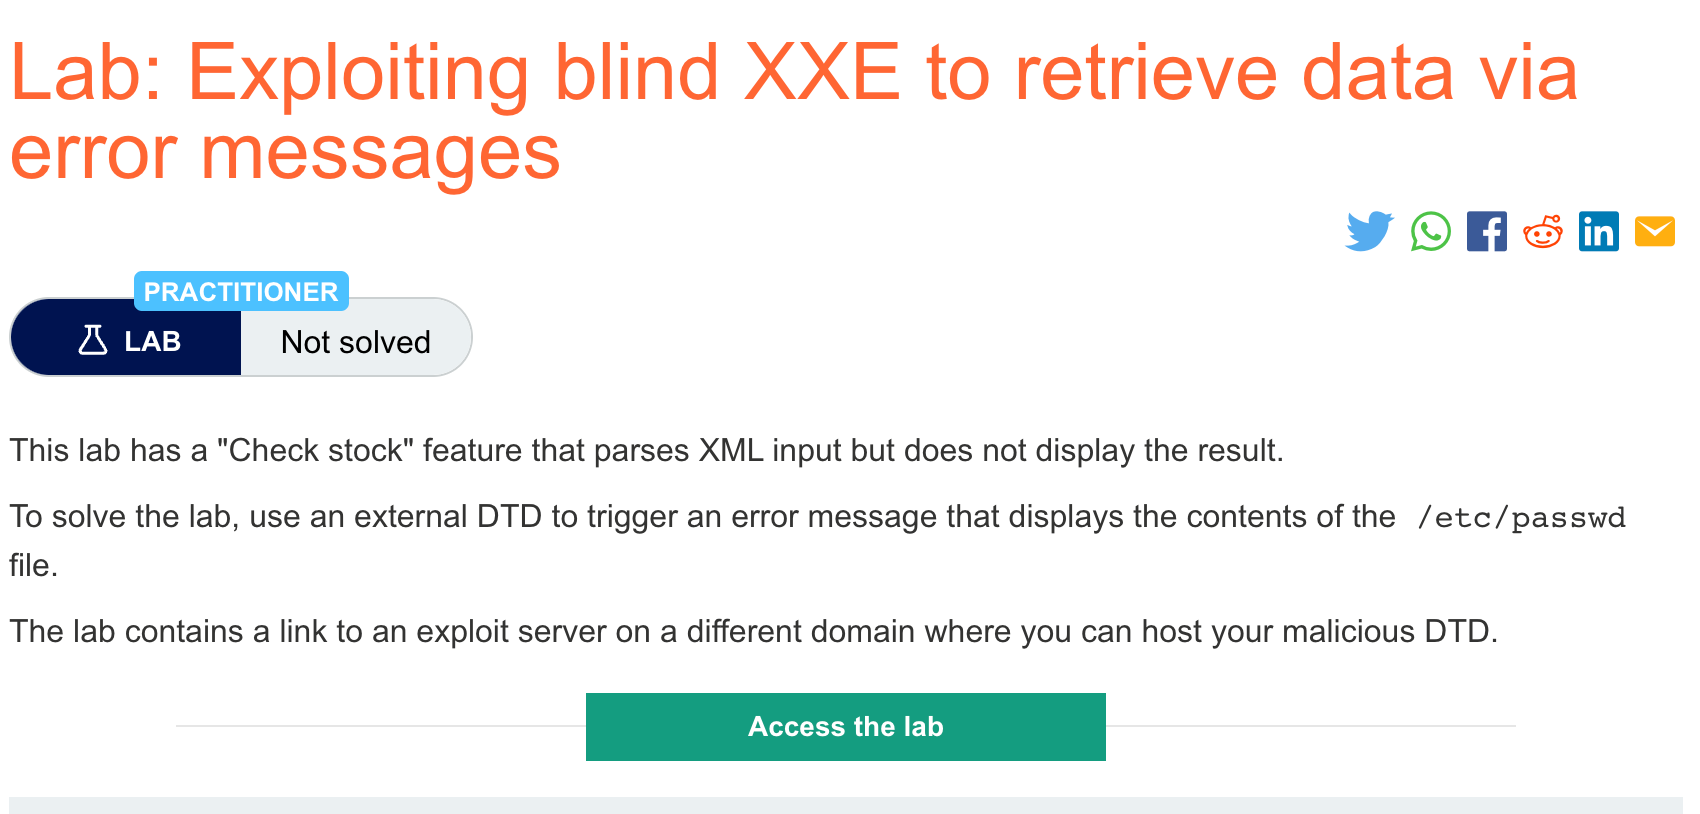 Lab: Exploiting blind XXE to retrieve data via
error messages
PRACTITIONER
LAB
Not solved
This lab has a "Check stock" feature that parses XML input but does not display the result.
To solve the lab, use an external DTD to trigger an error message that displays the contents of the /etc/passwd
file.
The lab contains a link to an exploit server on a different domain where you can host your malicious DTD.
Access the lab